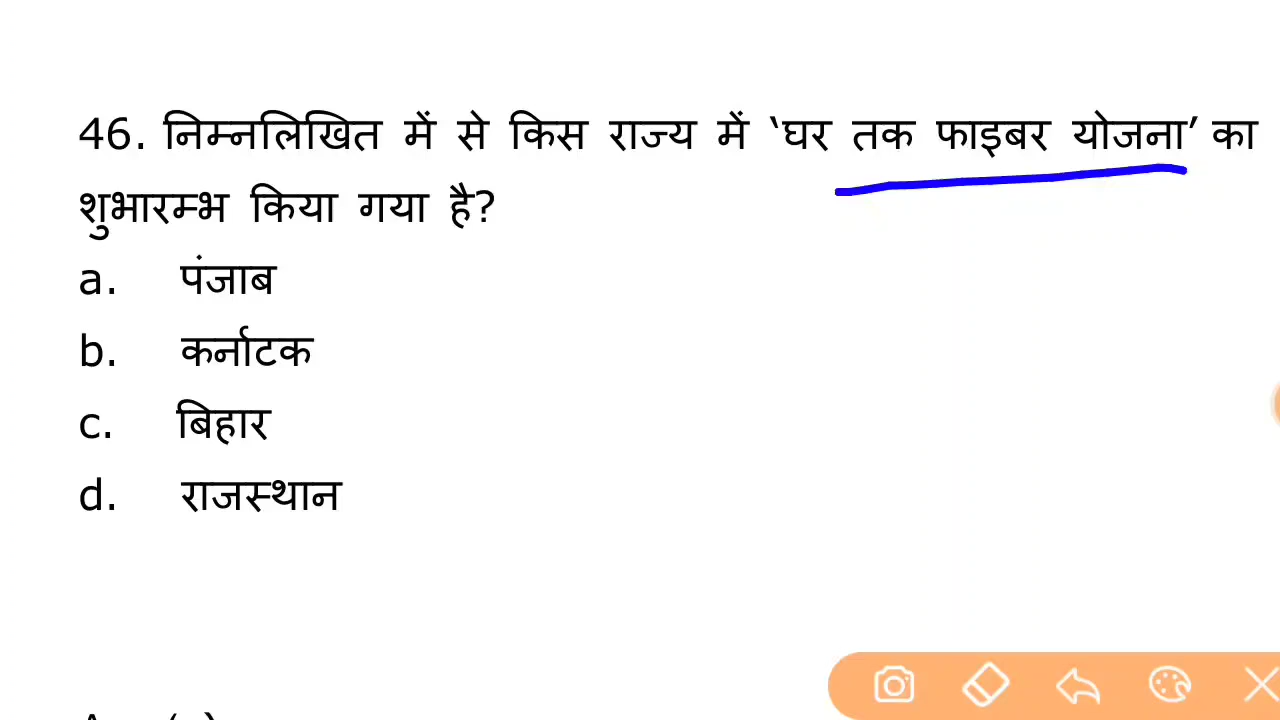 46. निम्नलिखित में से किस राज्य में ‘घर तक फाइबर योजना’ का
शुभारम्भ किया गया है?
a. पंजाब
b. कर्नाटक
c. बिहार
d. राजस्थान